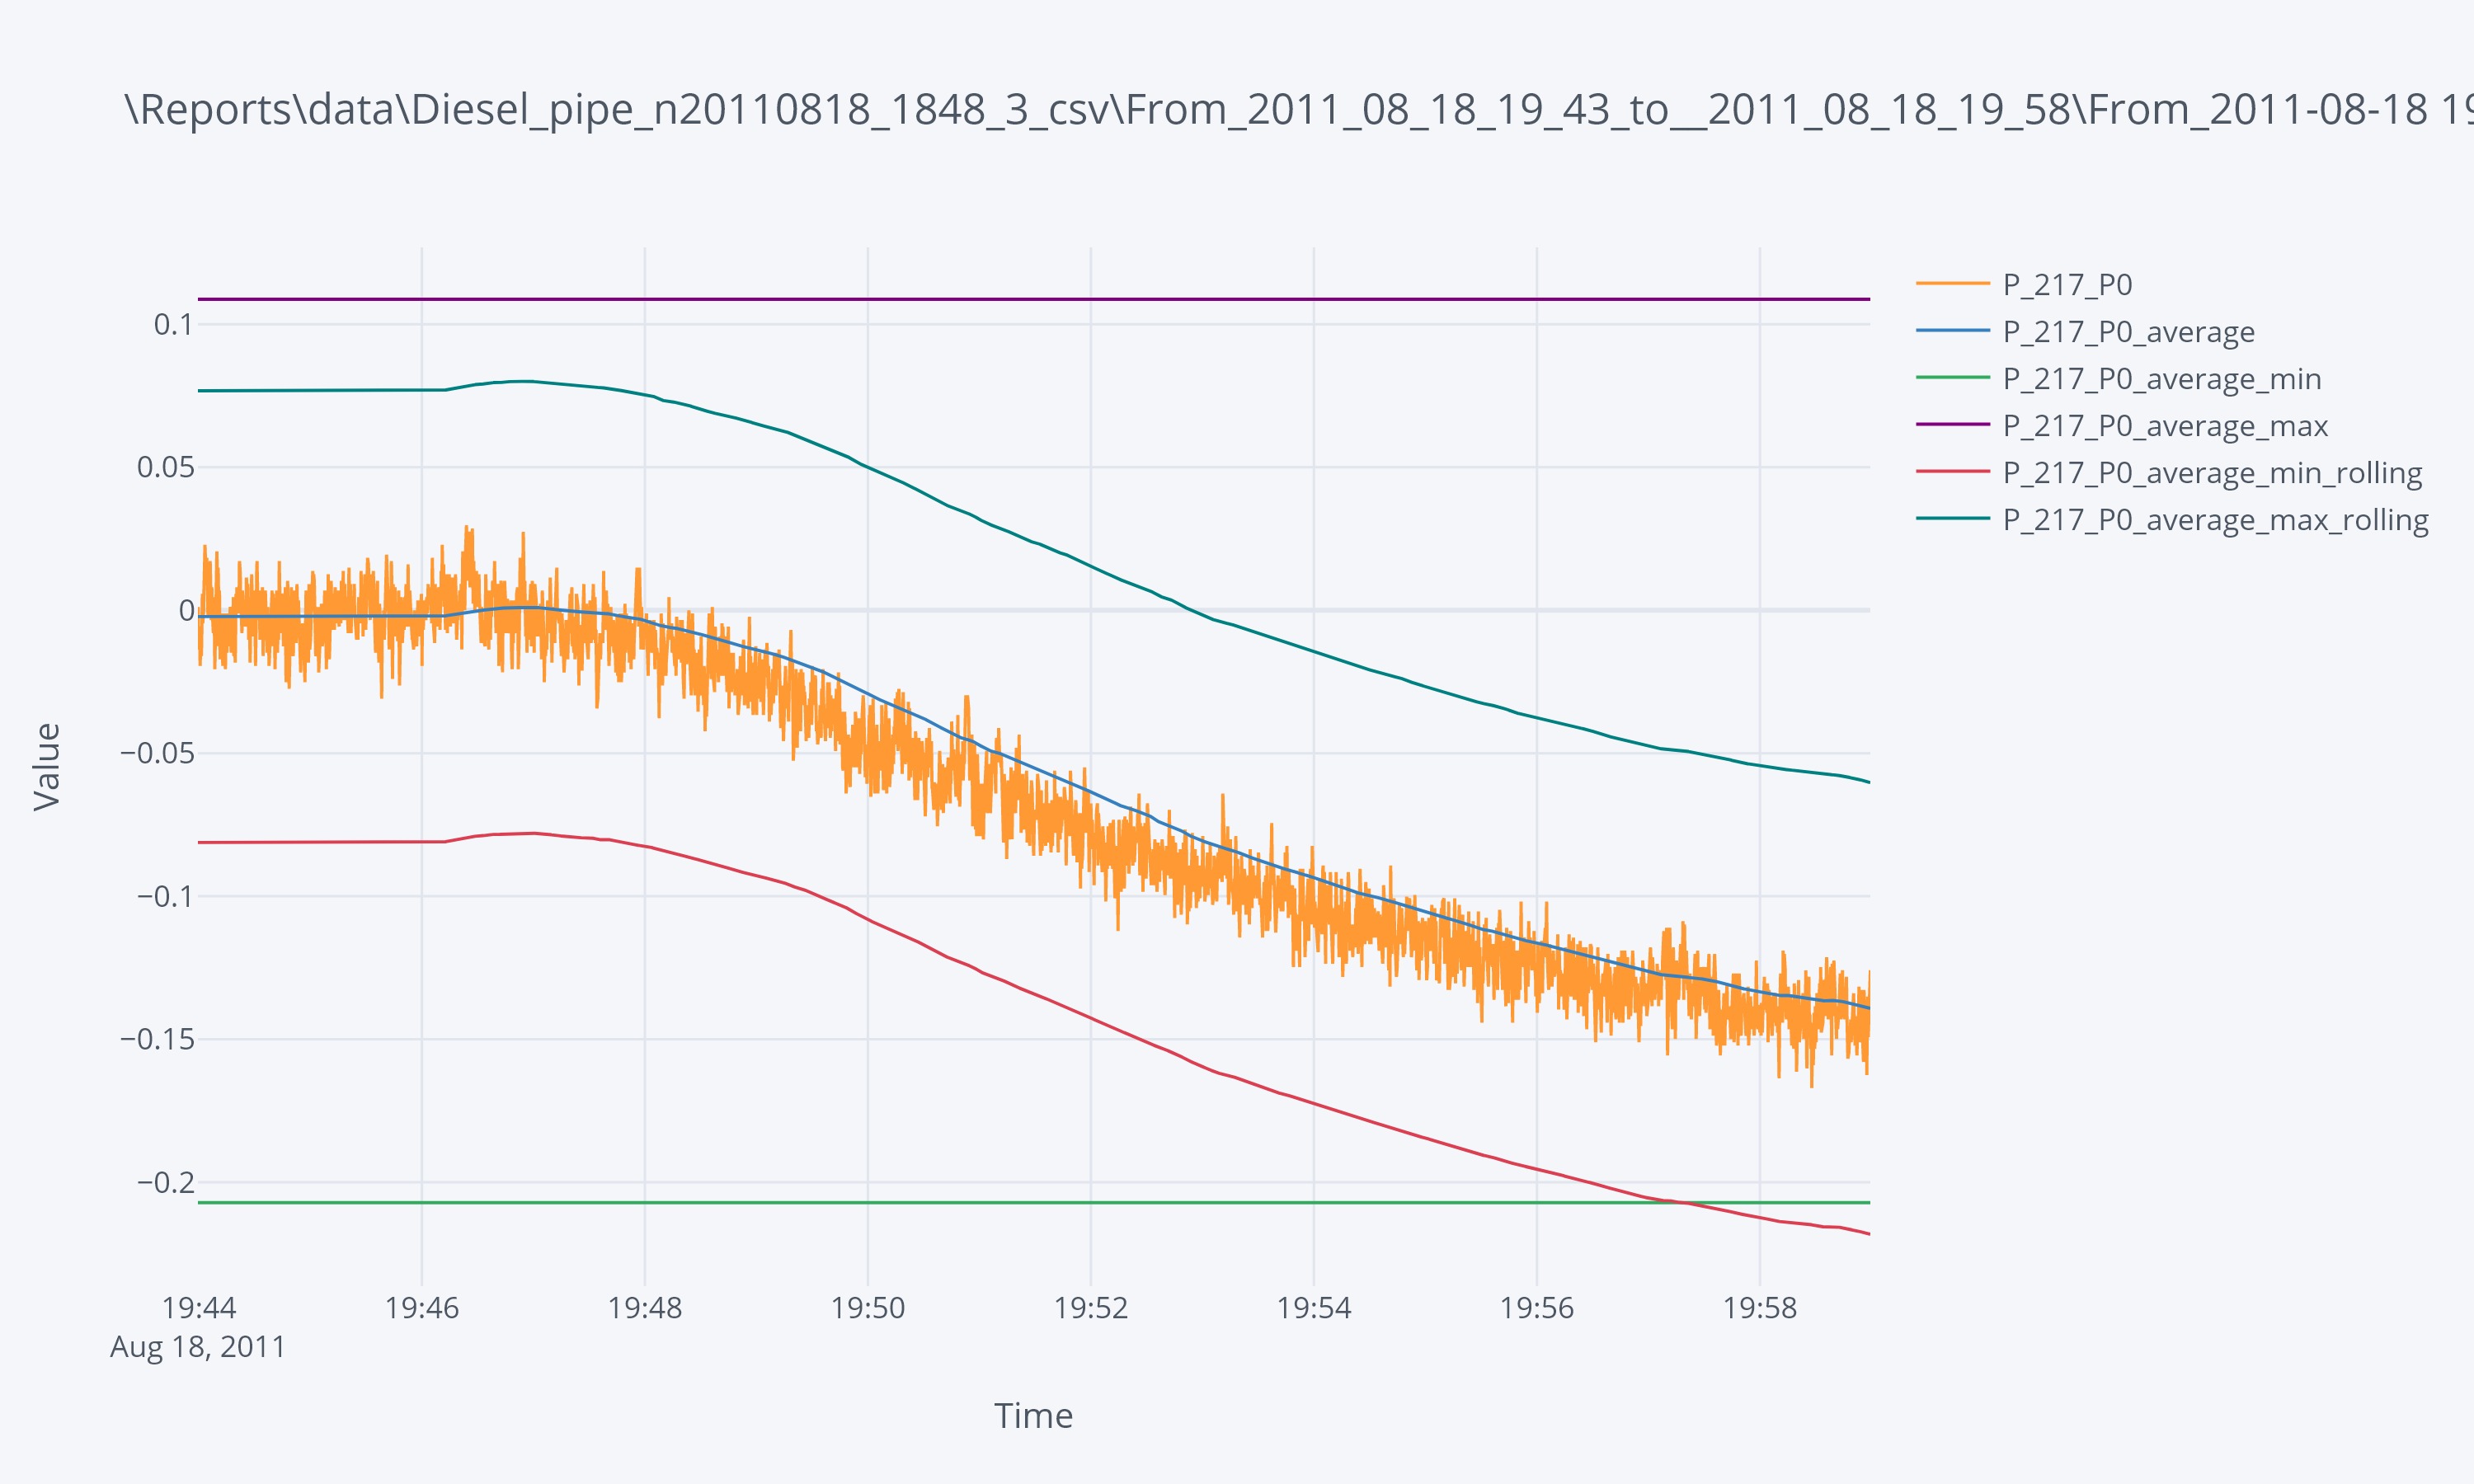 \Reports\data\Diesel_pipe_n20110818_1848_3_csv\From_2011_08_18_19_43_to__2011_08_18_19_58\From_2011-08-18 19
P_217_P0
P_217_P0_average
P_217_P0_average_min
P_217_P0_average_max
P_217_P0_average_min_rolling
P_217_P0_average_max_rolling
0.1
0.05
0
−0.05
−0.1
−0.15
−0.2
Value
19:44 19:46 19:48 19:50 19:52 19:54 19:56 19:58
Aug 18, 2011
Time